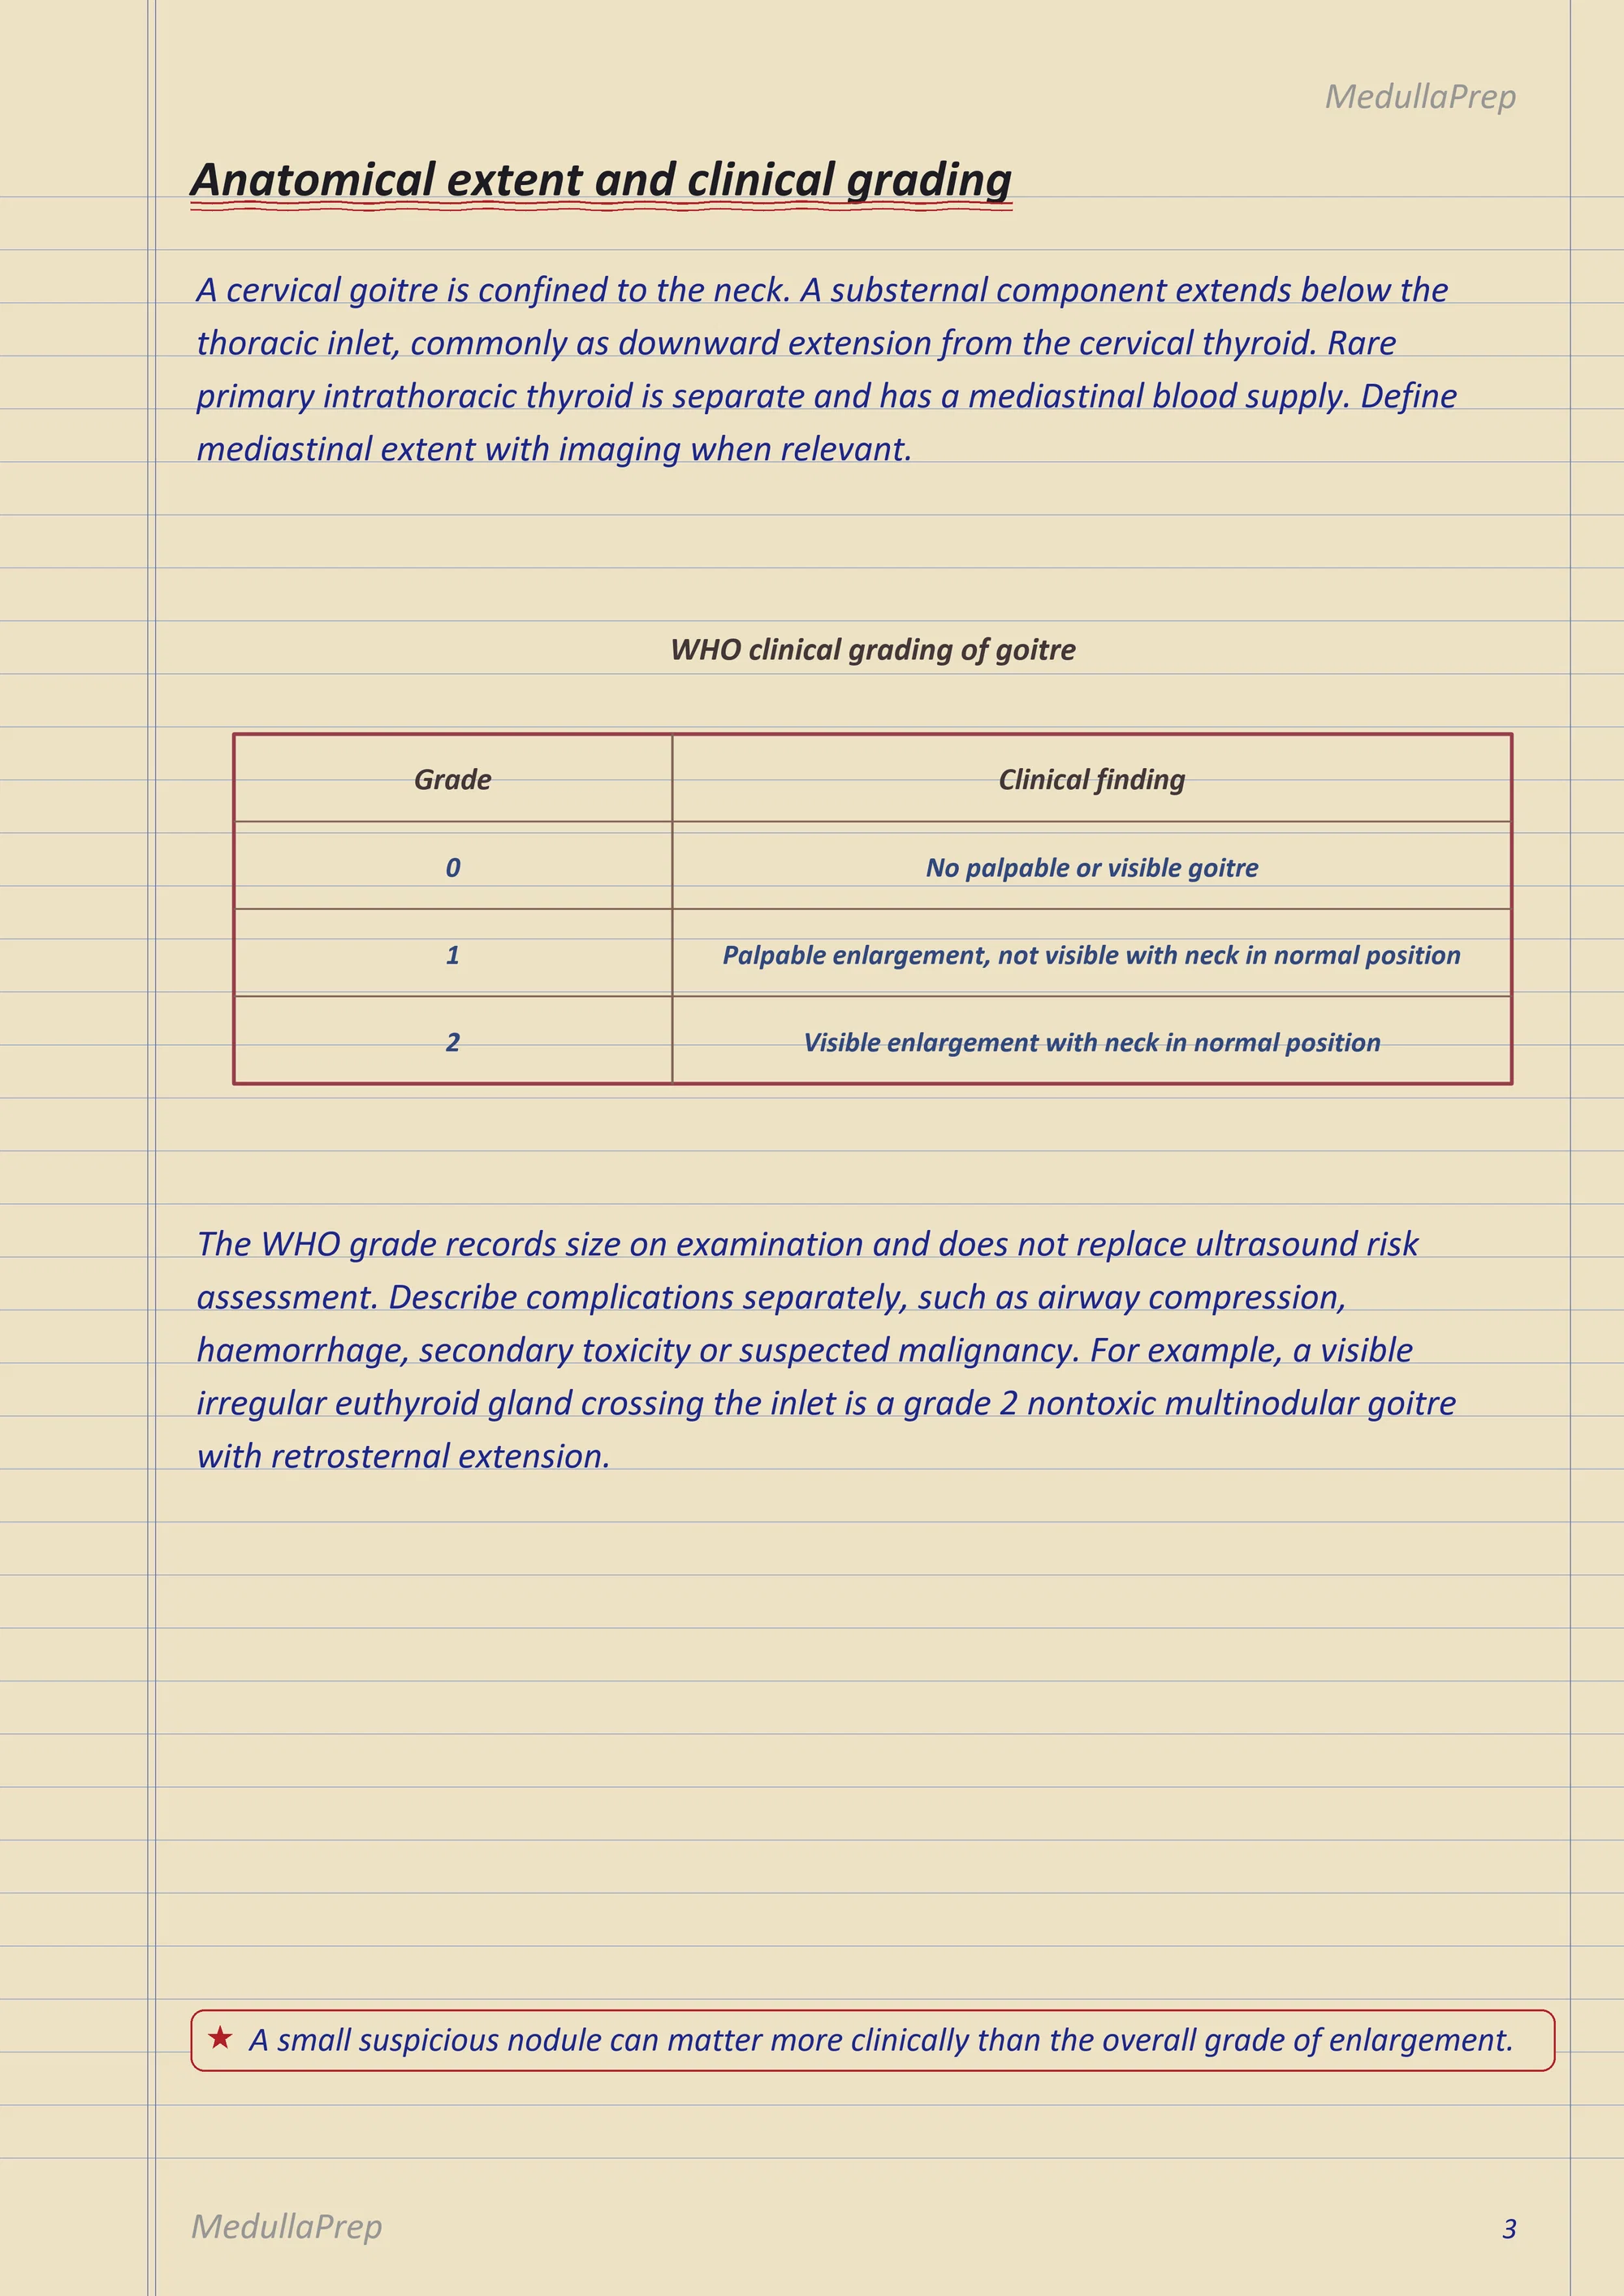 MedullaPrep
Anatomical extent and clinical grading
A cervical goitre is confined to the neck. A substernal component extends below the
thoracic inlet, commonly as downward extension from the cervical thyroid. Rare
primary intrathoracic thyroid is separate and has a mediastinal blood supply. Define
mediastinal extent with imaging when relevant.
WHO clinical grading of goitre
Grade Clinical finding
0 No palpable or visible goitre
1 Palpable enlargement, not visible with neck in normal position
2 Visible enlargement with neck in normal position
The WHO grade records size on examination and does not replace ultrasound risk
assessment. Describe complications separately, such as airway compression,
haemorrhage, secondary toxicity or suspected malignancy. For example, a visible
irregular euthyroid gland crossing the inlet is a grade 2 nontoxic multinodular goitre
with retrosternal extension.
★ A small suspicious nodule can matter more clinically than the overall grade of enlargement.
MedullaPrep 3